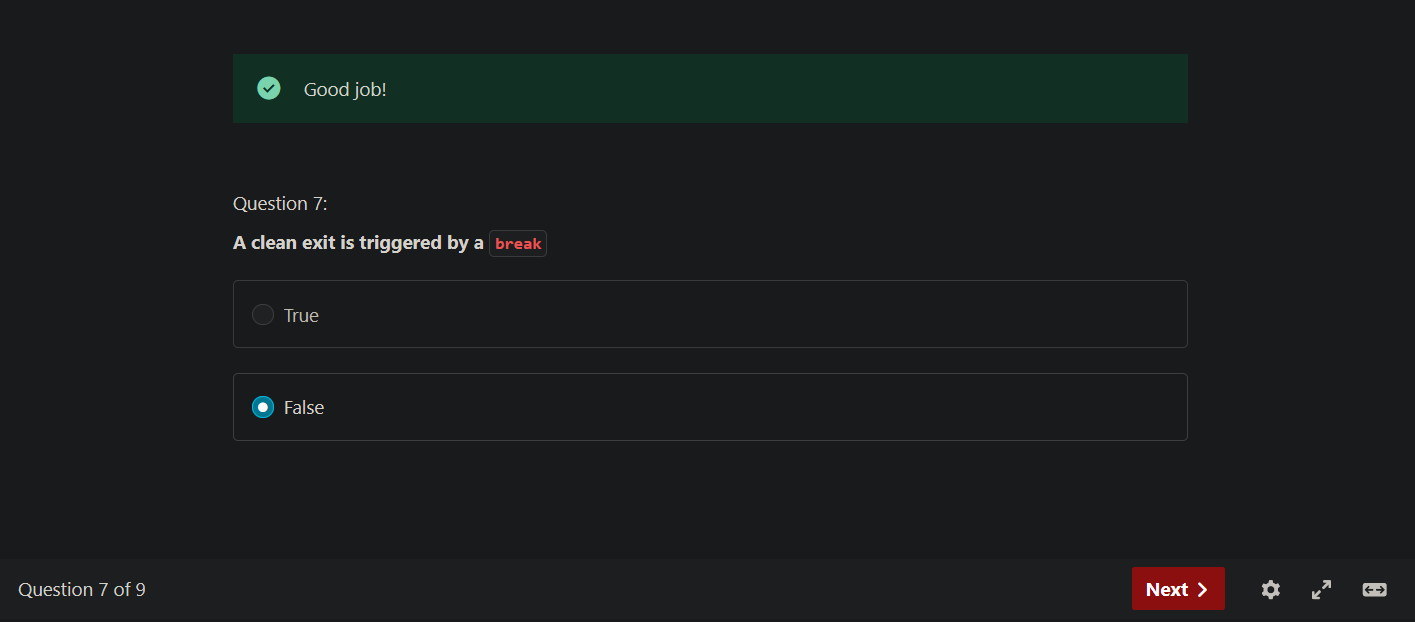 Good job!
Question 7:
A clean exit is triggered by a break
True
False
Question 7 of 9
Next